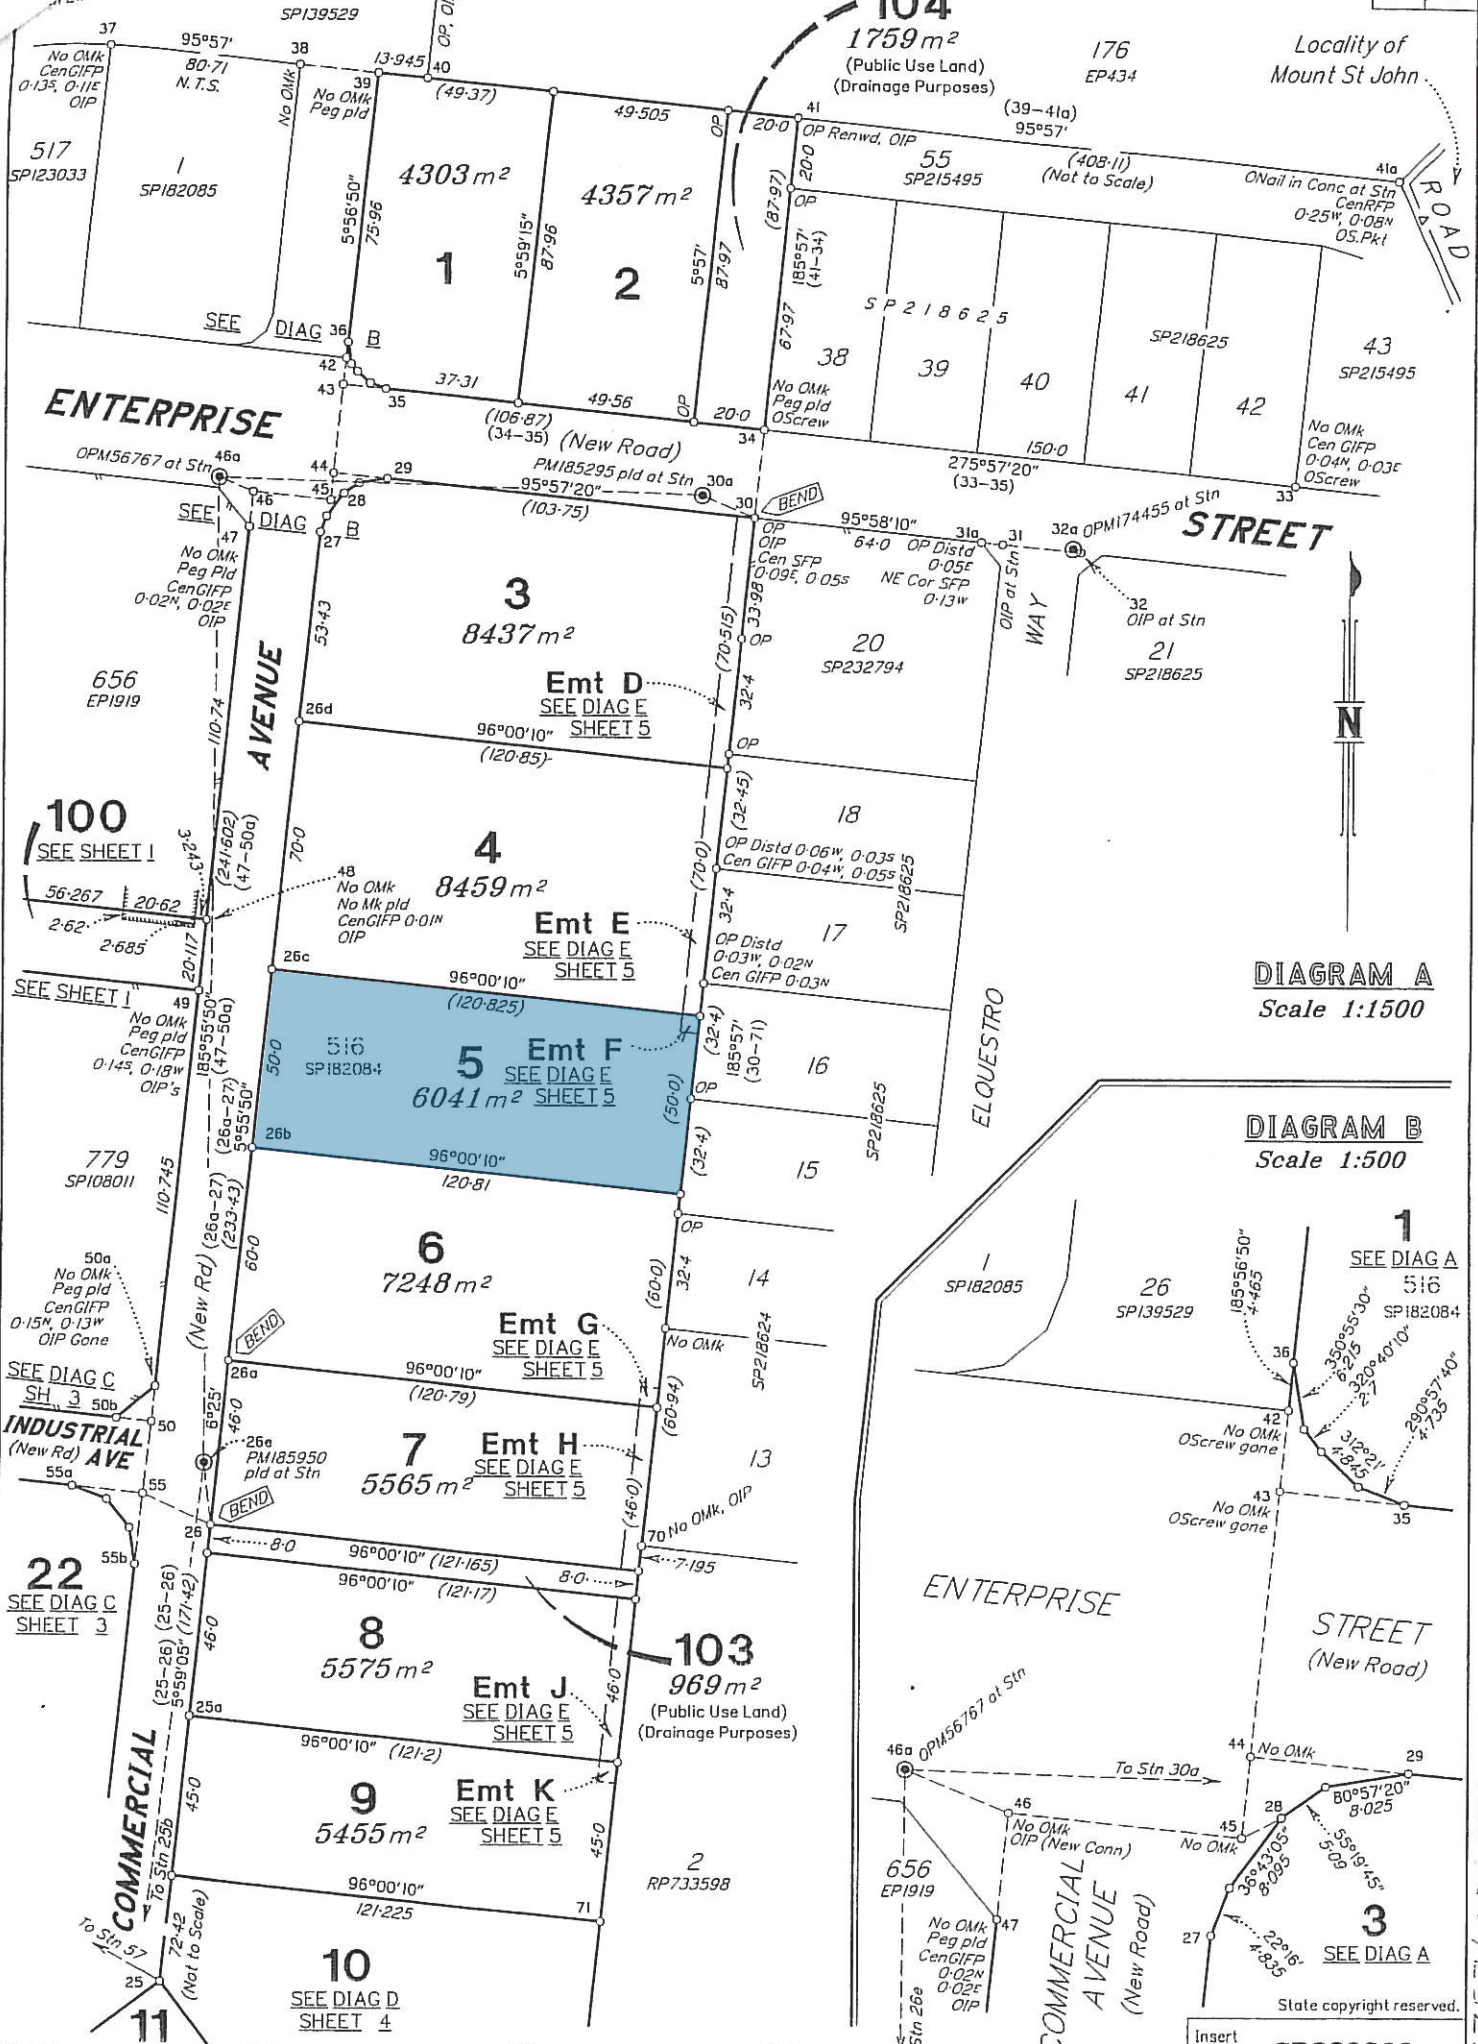 SP139529
OP,
104
1759 m²
(Public Use Land)
(Drainage Purposes)
176
EP434
Locality of
Mount St John
37
95°57'
80·71
N.T.S.
38
13·945
39
40
(49·37)
No OMk
CenGIFP
0·13S, 0·11E
OIP
No OMk
No OMk
Peg pld
49·505
OP
20·0
41
OP Renwd, OIP
(39-41a)
95°57'
(408·11)
(Not to Scale)
41a
ONail in Conc at Stn
CenRFP
0·25W, 0·08N
OS.Pkt
ROAD
517
SP123033
1
SP182085
5°56'50"
75·96
4303 m²
1
5°59'15"
87·96
4357 m²
2
5°57'
87·97
(87·97)
20·0
OP
185°57'
(41-34)
67·97
55
SP215495
SP218625
38
39
40
SP218625
41
42
43
SP215495
SEE DIAG B
36
42
43
35
37·31
49·56
(106·87)
(34-35)
(New Road)
OP
20·0
34
No OMk
Peg pld
OScrew
150·0
275°57'20"
(33-35)
No OMk
Cen GIFP
0·04N, 0·03E
OScrew
33
ENTERPRISE
STREET
OPM56767 at Stn
46a
44
29
45
46
28
PM185295 pld at Stn
30a
95°57'20"
(103·75)
30
BEND
95°58'10"
64·0
31a
31
32a
OPM174455 at Stn
SEE DIAG B
47
27
No OMk
Peg Pld
CenGIFP
0·02N, 0·02E
OIP
OP
OIP
Cen SFP
0·09E, 0·05S
OP Distd
0·05E
NE Cor SFP
0·13W
OIP at Stn
WAY
32
OIP at Stn
21
SP218625
53·43
3
8437 m²
(70·515)
33·98
OP
32·4
20
SP232794
656
EP1919
110·74
AVENUE
Emt D
SEE DIAG E
SHEET 5
26d
96°00'10"
(120·85)
OP
N
100
SEE SHEET 1
3·243
(241·602)
(47-50a)
70·0
4
8459 m²
(32·45)
18
(70·0)
OP Distd 0·06W, 0·03S
Cen GIFP 0·04W, 0·05S
SP218625
56·267
20·62
2·62
2·685
20·117
48
No OMk
No Mk pld
CenGIFP 0·01N
OIP
Emt E
SEE DIAG E
SHEET 5
32·4
OP Distd
0·03W, 0·02N
Cen GIFP 0·03N
17
DIAGRAM A
Scale 1:1500
SEE SHEET 1
49
26c
96°00'10"
(120·825)
No OMk
Peg pld
CenGIFP
0·14S, 0·18W
OIP's
185°55'50"
(47-50a)
50·0
516
SP182084
5
6041 m²
Emt F
SEE DIAG E
SHEET 5
(32·4)
185°57'
(30-71)
(50·0)
OP
16
ELQUESTRO
SP218625
(26a-27)
5°55'50"
26b
96°00'10"
120·81
(32·4)
15
779
SP108011
110·745
(26a-27)
(233·43)
60·0
6
7248 m²
OP
32·4
(60·0)
14
(New Rd)
BEND
50a
No OMk
Peg pld
CenGIFP
0·15N, 0·13W
OIP Gone
Emt G
SEE DIAG E
SHEET 5
No OMk
SP218624
SEE DIAG C
SH 3
50b
50
INDUSTRIAL
(New Rd) AVE
26a
96°00'10"
(120·79)
(60·94)
6°25'
46·0
26e
PM185950
pld at Stn
7
5565 m²
Emt H
SEE DIAG E
SHEET 5
(46·0)
13
55a
55
BEND
26
8·0
96°00'10" (121·165)
70
No OMk, OIP
7·195
55b
22
SEE DIAG C
SHEET 3
96°00'10" (121·17)
8·0
(25-26)
5°59'05"
(25-26)
(171·42)
46·0
8
5575 m²
Emt J
SEE DIAG E
SHEET 5
46·0
103
969 m²
(Public Use Land)
(Drainage Purposes)
25a
96°00'10" (121·2)
COMMERCIAL
To Stn 25b
45·0
9
5455 m²
Emt K
SEE DIAG E
SHEET 5
45·0
2
RP733598
96°00'10"
121·225
71
To Stn 57
72·42
(Not to Scale)
25
10
SEE DIAG D
SHEET 4
11
DIAGRAM B
Scale 1:500
1
SEE DIAG A
516
SP182084
1
SP182085
26
SP139529
185°56'50"
4·465
36
350°55'30"
6·215
320°40'10"
2·7
290°57'40"
4·735
312°21'
4·845
42
No OMk
OScrew gone
43
No OMk
OScrew gone
35
ENTERPRISE
STREET
(New Road)
46a
OPM56767 at Stn
To Stn 30a
44
No OMk
29
46
No OMk
OIP (New Conn)
No OMk
45
28
80°57'20"
8·025
55°19'45"
5·09
36°43'05"
8·095
656
EP1919
47
No OMk
Peg pld
CenGIFP
0·02N
0·02E
OIP
Stn 26e
COMMERCIAL
AVENUE
(New Road)
27
22°16'
4·835
3
SEE DIAG A
State copyright reserved.
Insert